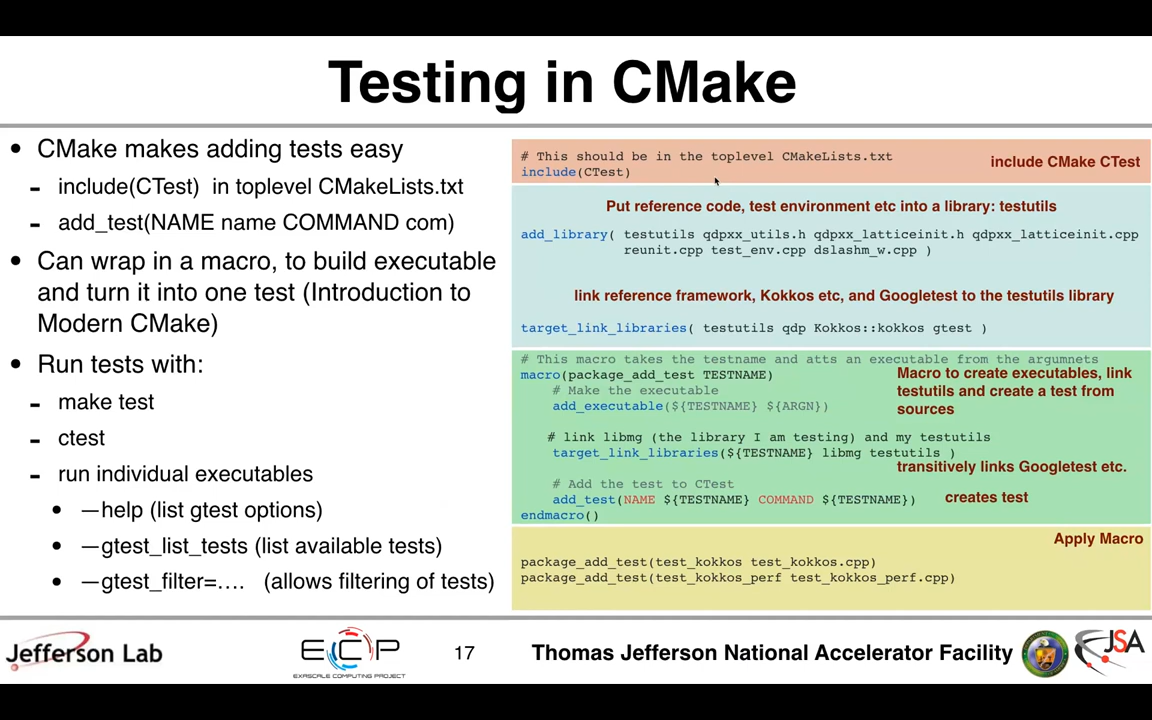 Testing in CMake
• CMake makes adding tests easy
- include(CTest) in toplevel CMakeLists.txt
- add_test(NAME name COMMAND com)
• Can wrap in a macro, to build executable
and turn it into one test (Introduction to
Modern CMake)
• Run tests with:
- make test
- ctest
- run individual executables
• —help (list gtest options)
• —gtest_list_tests (list available tests)
• —gtest_filter=…. (allows filtering of tests)
# This should be in the toplevel CMakeLists.txt
include(CTest)
include CMake CTest
Put reference code, test environment etc into a library: testutils
add_library( testutils qdpxx_utils.h qdpxx_latticeinit.h qdpxx_latticeinit.cpp
reunit.cpp test_env.cpp dslashm_w.cpp )
link reference framework, Kokkos etc, and Googletest to the testutils library
target_link_libraries( testutils qdp Kokkos::kokkos gtest )
# This macro takes the testname and atts an executable from the argumnets
macro(package_add_test TESTNAME)
# Make the executable
add_executable(${TESTNAME} ${ARGN})
Macro to create executables, link
testutils and create a test from
sources
# link libmg (the library I am testing) and my testutils
target_link_libraries(${TESTNAME} libmg testutils )
transitively links Googletest etc.
# Add the test to CTest
add_test(NAME ${TESTNAME} COMMAND ${TESTNAME})
creates test
endmacro()
Apply Macro
package_add_test(test_kokkos test_kokkos.cpp)
package_add_test(test_kokkos_perf test_kokkos_perf.cpp)
Jefferson Lab
ECP
EXASCALE COMPUTING PROJECT
17
Thomas Jefferson National Accelerator Facility
JSA